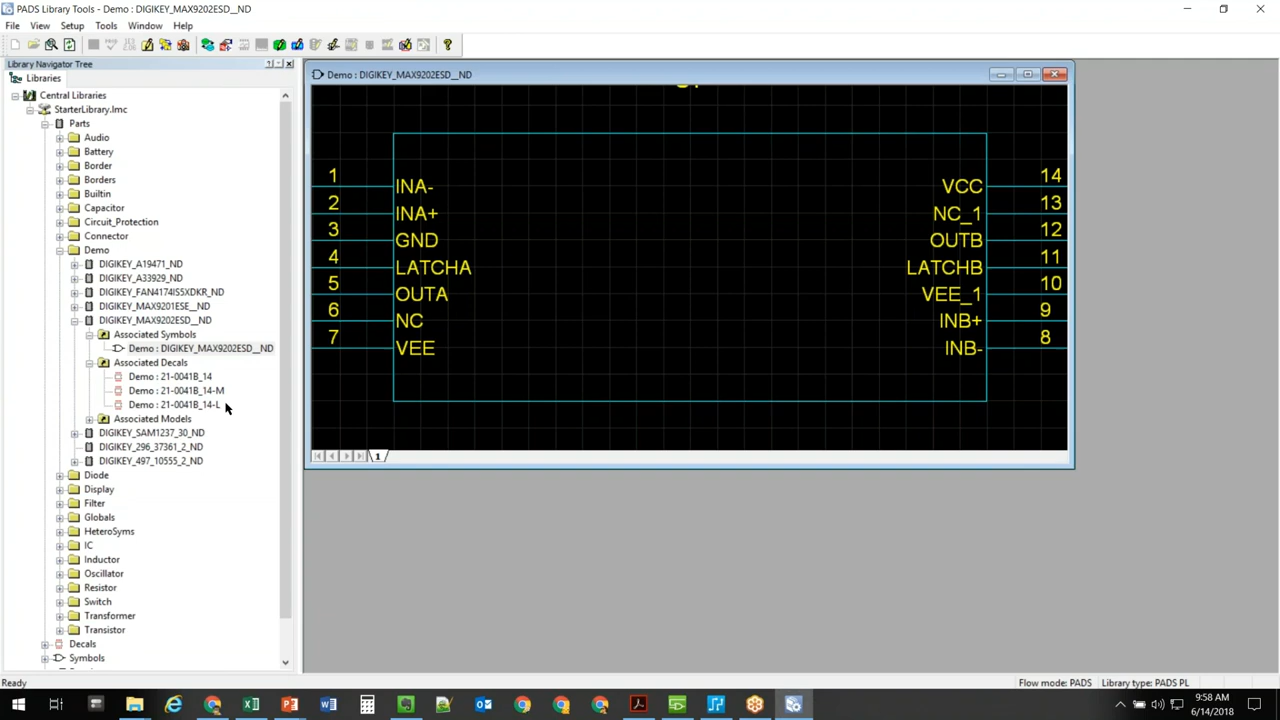 PADS Library Tools - Demo : DIGIKEY_MAX9202ESD__ND
File View Setup Tools Window Help
Library Navigator Tree
Libraries
Central Libraries
StarterLibrary.lmc
Parts
Audio
Battery
Border
Borders
Builtin
Capacitor
Circuit_Protection
Connector
Demo
DIGIKEY_A19471_ND
DIGIKEY_A33929_ND
DIGIKEY_FAN4174IS5XDKR_ND
DIGIKEY_MAX9201ESE__ND
DIGIKEY_MAX9202ESD__ND
Associated Symbols
Demo : DIGIKEY_MAX9202ESD__ND
Associated Decals
Demo : 21-0041B_14
Demo : 21-0041B_14-M
Demo : 21-0041B_14-L
Associated Models
DIGIKEY_SAM1237_30_ND
DIGIKEY_296_37361_2_ND
DIGIKEY_497_10555_2_ND
Diode
Display
Filter
Globals
HeteroSyms
IC
Inductor
Oscillator
Resistor
Switch
Transformer
Transistor
Decals
Symbols
Demo : DIGIKEY_MAX9202ESD__ND
1 INA- VCC 14
2 INA+ NC_1 13
3 GND OUTB 12
4 LATCHA LATCHB 11
5 OUTA VEE_1 10
6 NC INB+ 9
7 VEE INB- 8
1
Ready Flow mode: PADS Library type: PADS PL
9:58 AM
6/14/2018